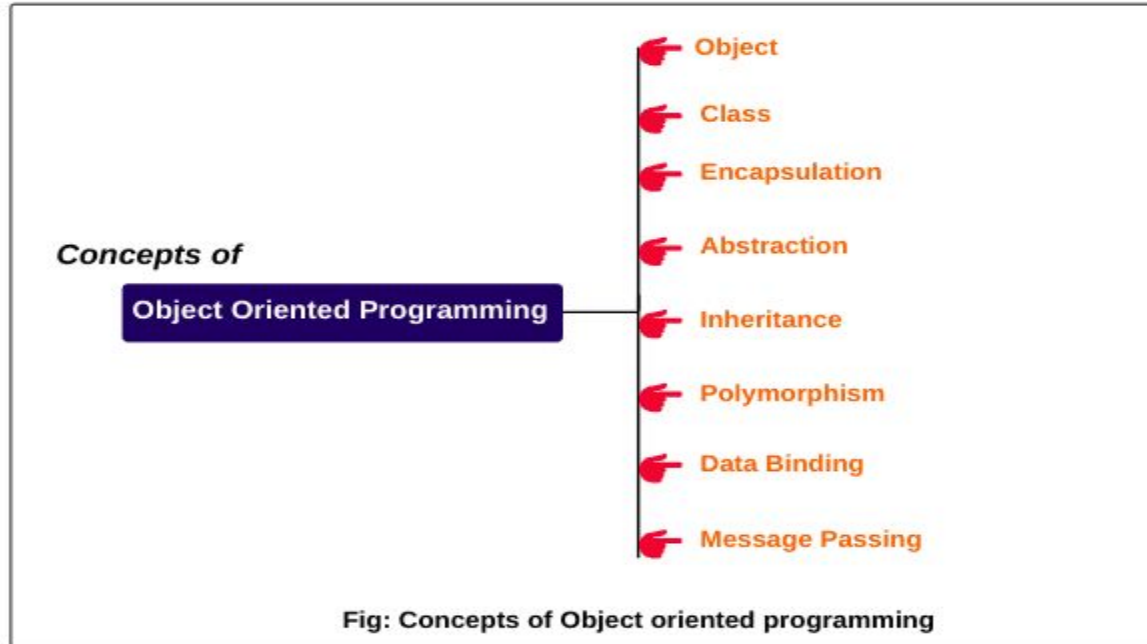 Concepts of
Object Oriented Programming
Object
Class
Encapsulation
Abstraction
Inheritance
Polymorphism
Data Binding
Message Passing
Fig: Concepts of Object oriented programming